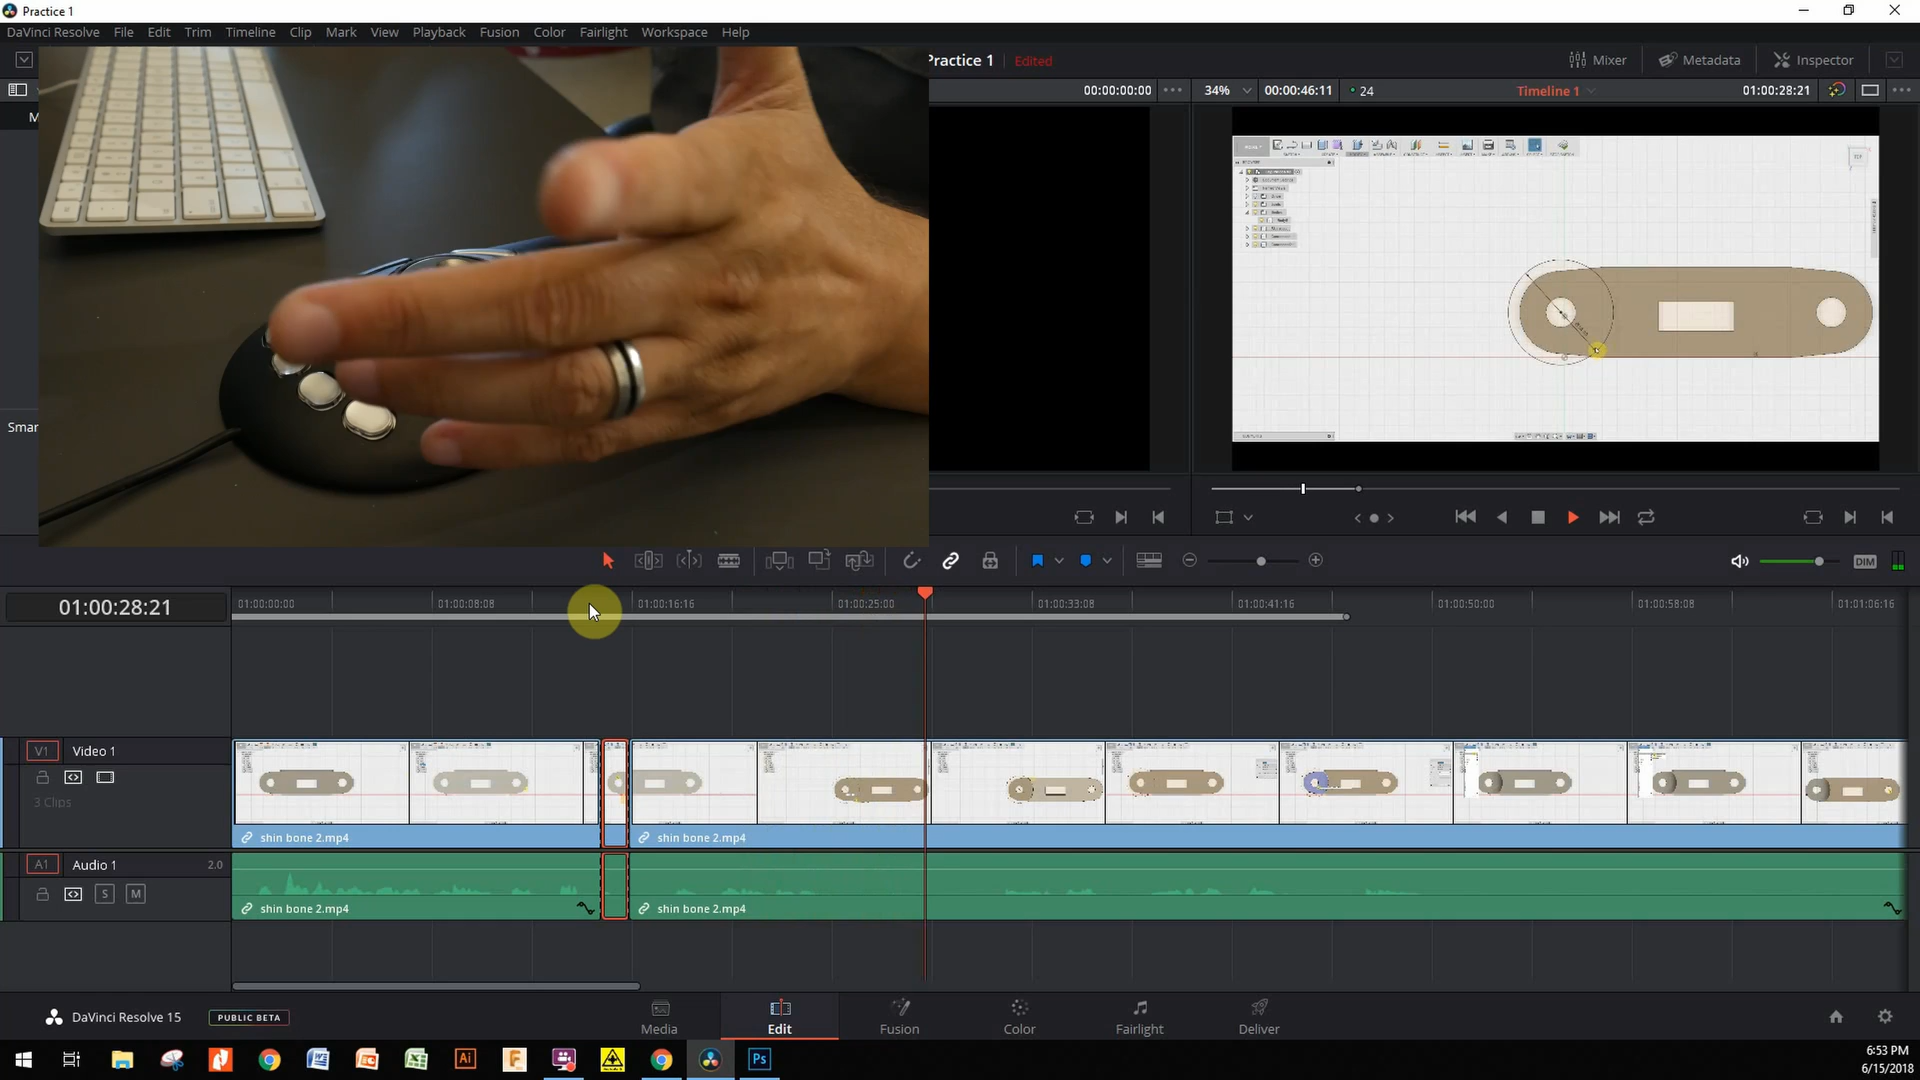 Practice 1
DaVinci Resolve File Edit Trim Timeline Clip Mark View Playback Fusion Color Fairlight Workspace Help
Practice 1 Edited Mixer Metadata Inspector
00:00:00:00 34% 00:00:46:11 24 Timeline 1 01:00:28:21
M
Smar
DIM
01:00:28:21 01:00:00:00 01:00:08:08 01:00:16:16 01:00:25:00 01:00:33:08 01:00:41:16 01:00:50:00 01:00:58:08 01:01:06:16
V1 Video 1
3 Clips
shin bone 2.mp4 shin bone 2.mp4
A1 Audio 1 2.0
S M
shin bone 2.mp4 shin bone 2.mp4
DaVinci Resolve 15 PUBLIC BETA Media Edit Fusion Color Fairlight Deliver
6:53 PM
6/15/2018